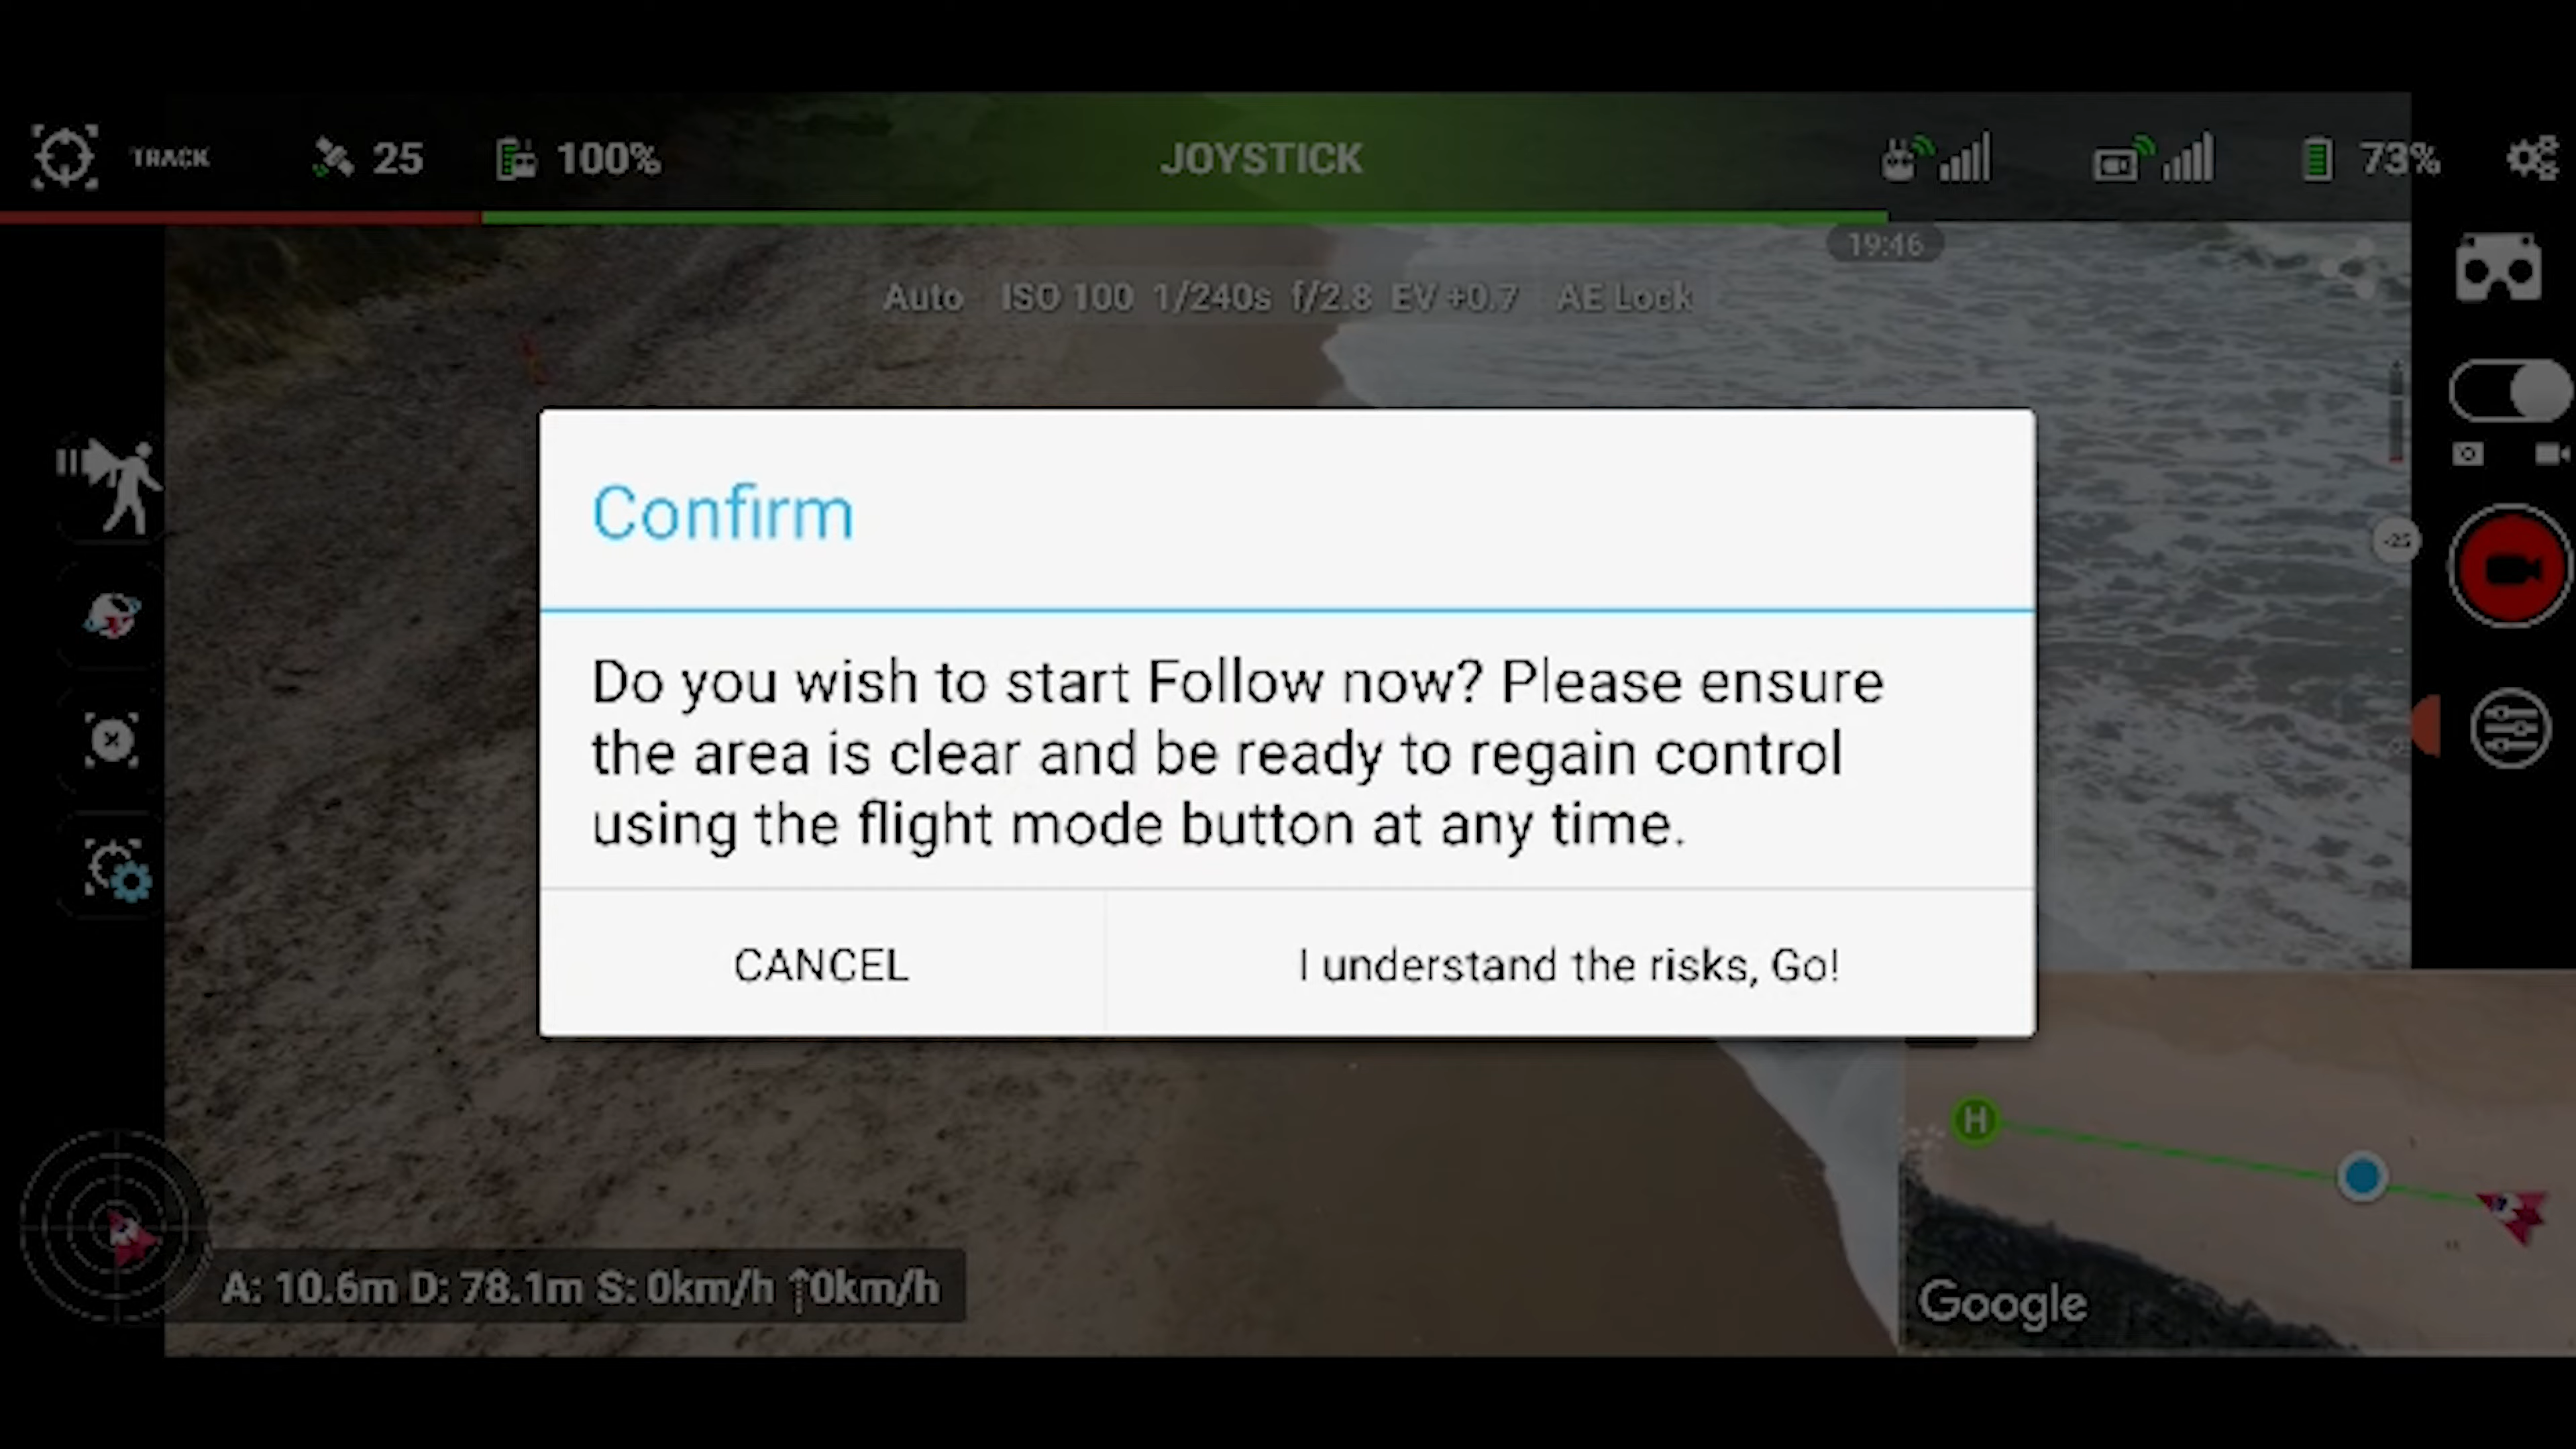 TRACK 25 100% JOYSTICK 73%
19:46
Auto ISO 100 1/240s f/2.8 EV +0.7 AE Lock
Confirm
-25
Do you wish to start Follow now? Please ensure
the area is clear and be ready to regain control
using the flight mode button at any time.
CANCEL I understand the risks, Go!
H
A: 10.6m D: 78.1m S: 0km/h ↑0km/h
Google